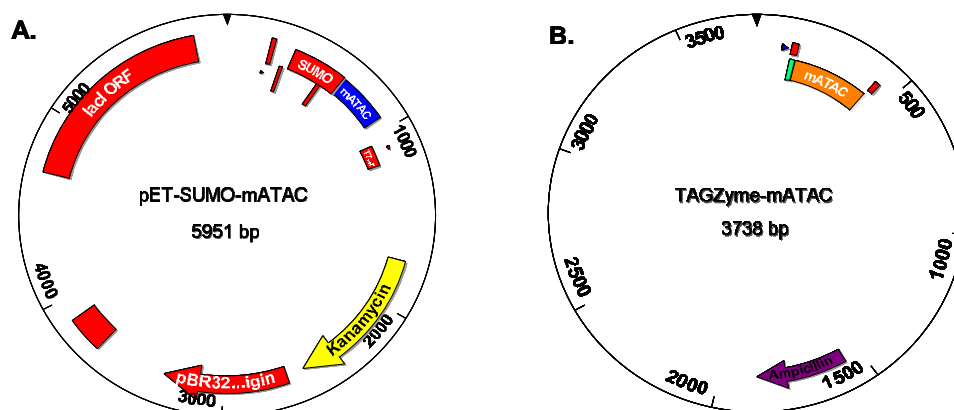 A.
lacI ORF
SUMO
mATAC
5000
1000
pET-SUMO-mATAC
5951 bp
4000
Kanamycin
2000
pBR32...igin
3000
B.
3500
mATAC
500
3000
TAGZyme-mATAC
3738 bp
1000
2500
Ampicillin
1500
2000